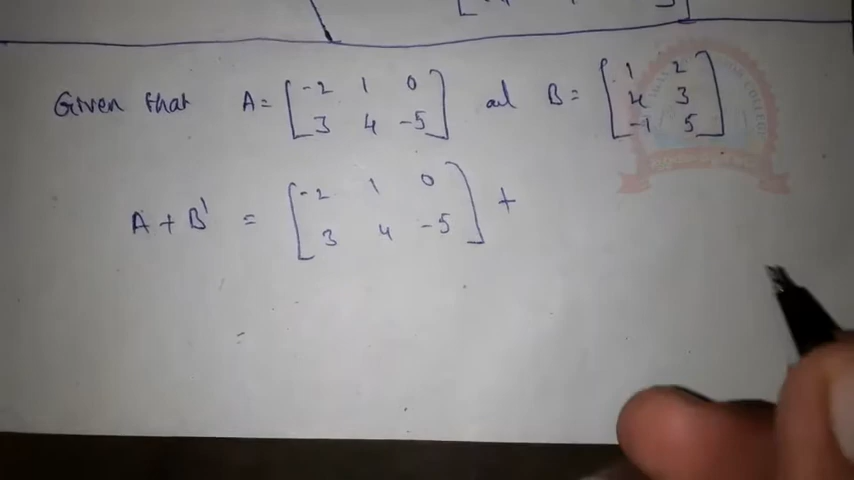 Given that A = [ -2 1 0 ; 3 4 -5 ] and B = [ 1 2 ; 4 3 ; -1 5 ]
A + B' = [ -2 1 0 ; 3 4 -5 ] +
=